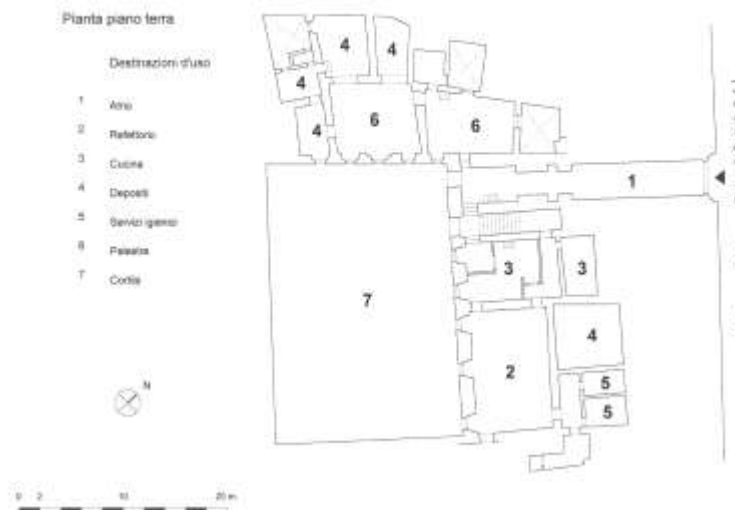 Pianta piano terra
Destinazioni d'uso
1 Atrio
2 Refettorio
3 Cucina
4 Depositi
5 Servizi igienici
6 Palestra
7 Cortile
N
0 2 10 20 m
4
4
4
4
6
6
1
3
3
7
4
2
5
5